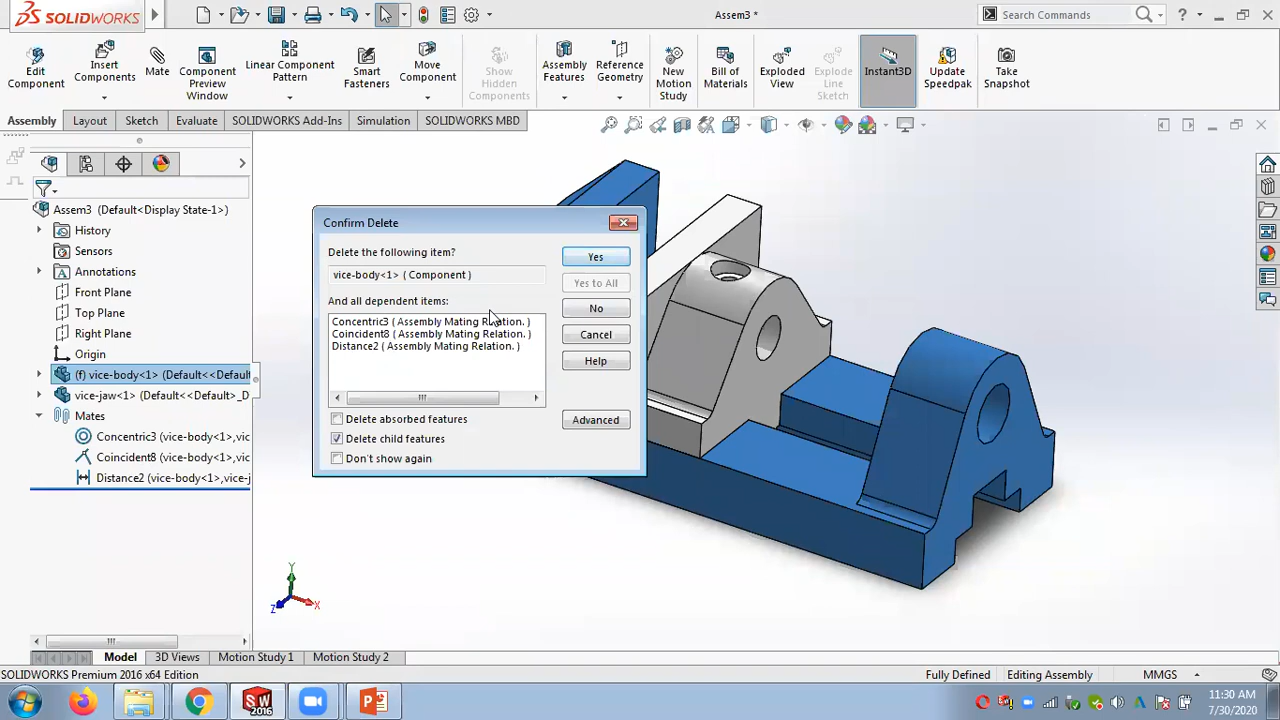 SOLIDWORKS
Assem3 *
Search Commands
?
Edit Component
Insert Components
Mate
Component Preview Window
Linear Component Pattern
Smart Fasteners
Move Component
Show Hidden Components
Assembly Features
Reference Geometry
New Motion Study
Bill of Materials
Exploded View
Explode Line Sketch
Instant3D
Update Speedpak
Take Snapshot
Assembly
Layout
Sketch
Evaluate
SOLIDWORKS Add-Ins
Simulation
SOLIDWORKS MBD
Assem3 (Default<Display State-1>)
History
Sensors
Annotations
Front Plane
Top Plane
Right Plane
Origin
(f) vice-body<1> (Default<<Default
vice-jaw<1> (Default<<Default>_D
Mates
Concentric3 (vice-body<1>,vic
Coincident8 (vice-body<1>,vic
Distance2 (vice-body<1>,vice-j
Confirm Delete
Delete the following item?
vice-body<1> ( Component )
And all dependent items:
Concentric3 ( Assembly Mating Relation. )
Coincident8 ( Assembly Mating Relation. )
Distance2 ( Assembly Mating Relation. )
Delete absorbed features
Delete child features
Don't show again
Yes
Yes to All
No
Cancel
Help
Advanced
Y
X
Z
Model
3D Views
Motion Study 1
Motion Study 2
SOLIDWORKS Premium 2016 x64 Edition
Fully Defined
Editing Assembly
MMGS
SW
2016
11:30 AM
7/30/2020